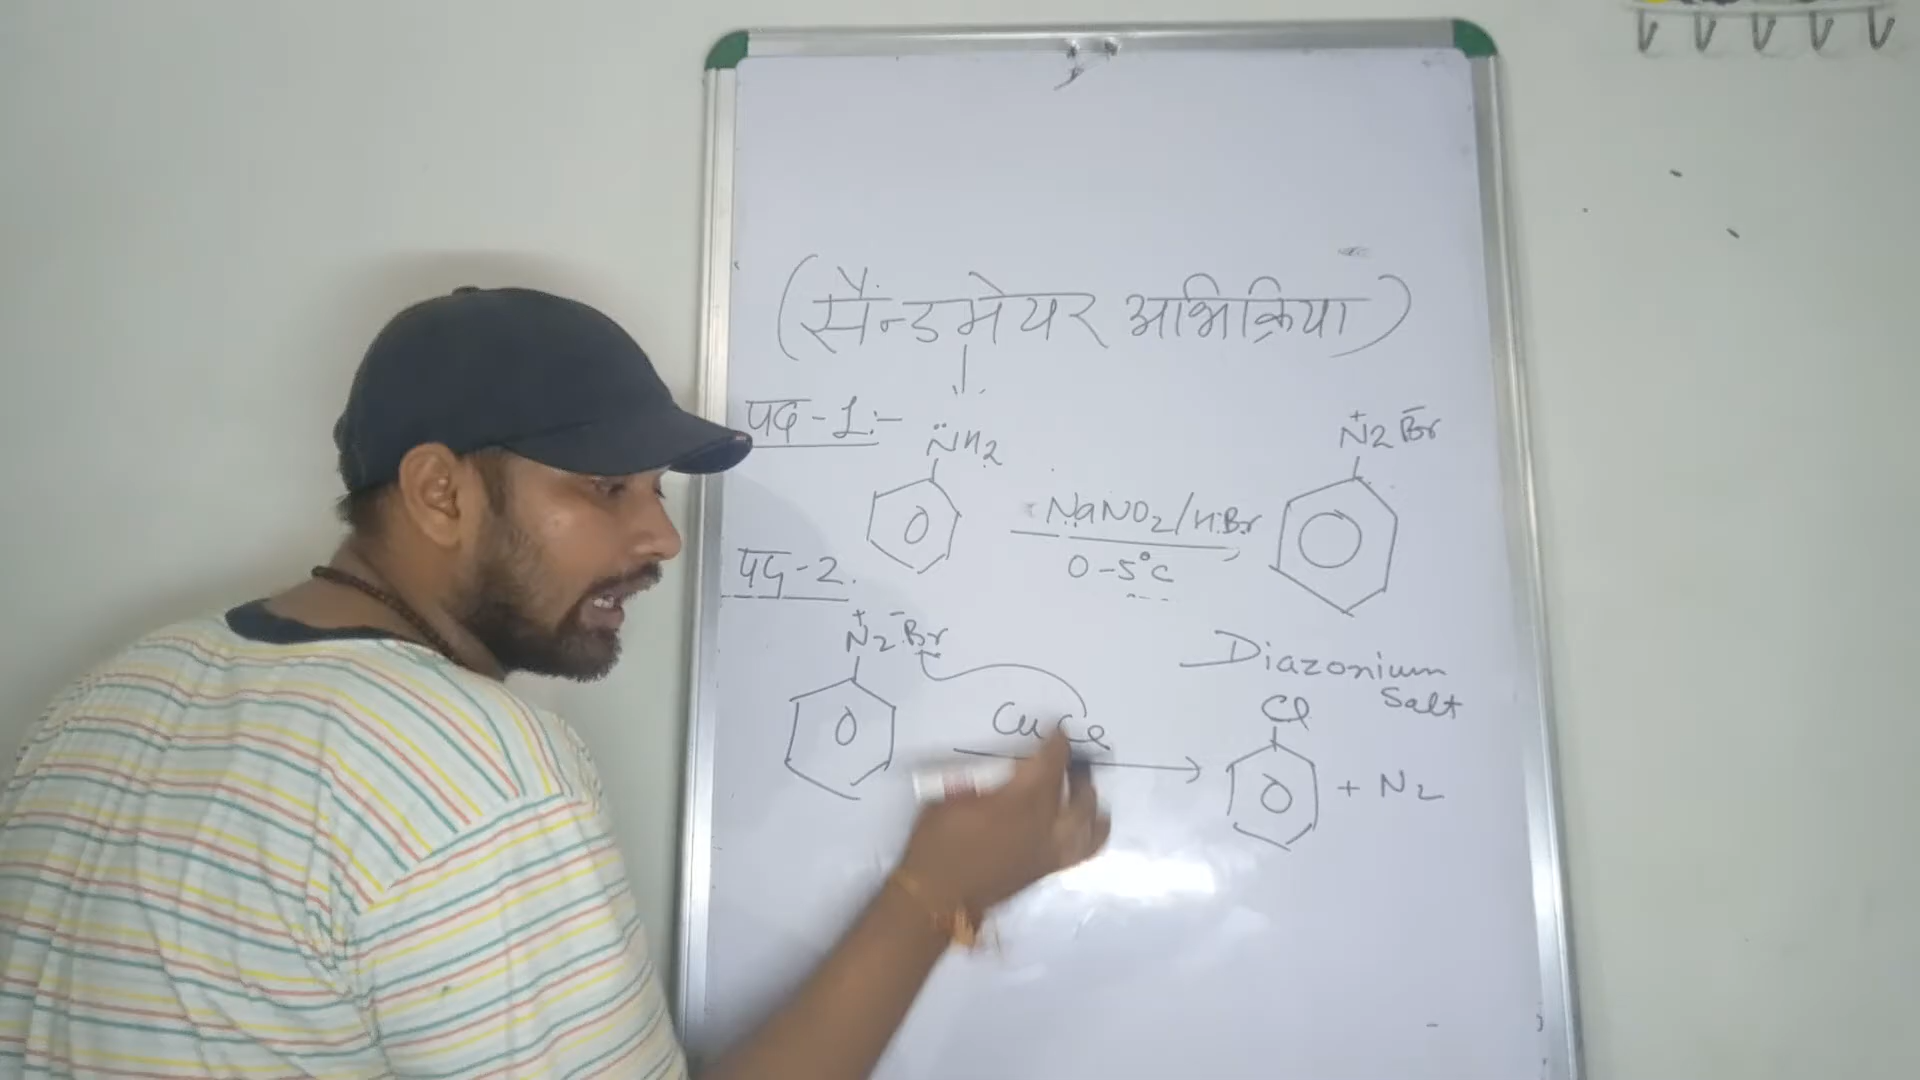 (सैन्डमेयर अभिक्रिया)
पद-1:-
N̈H2
NaNO2/HBr
0-5°C
+ -
N2 Br
Diazonium
Salt
पद-2.
+ -
N2 Br
CuCl
Cl
+ N2